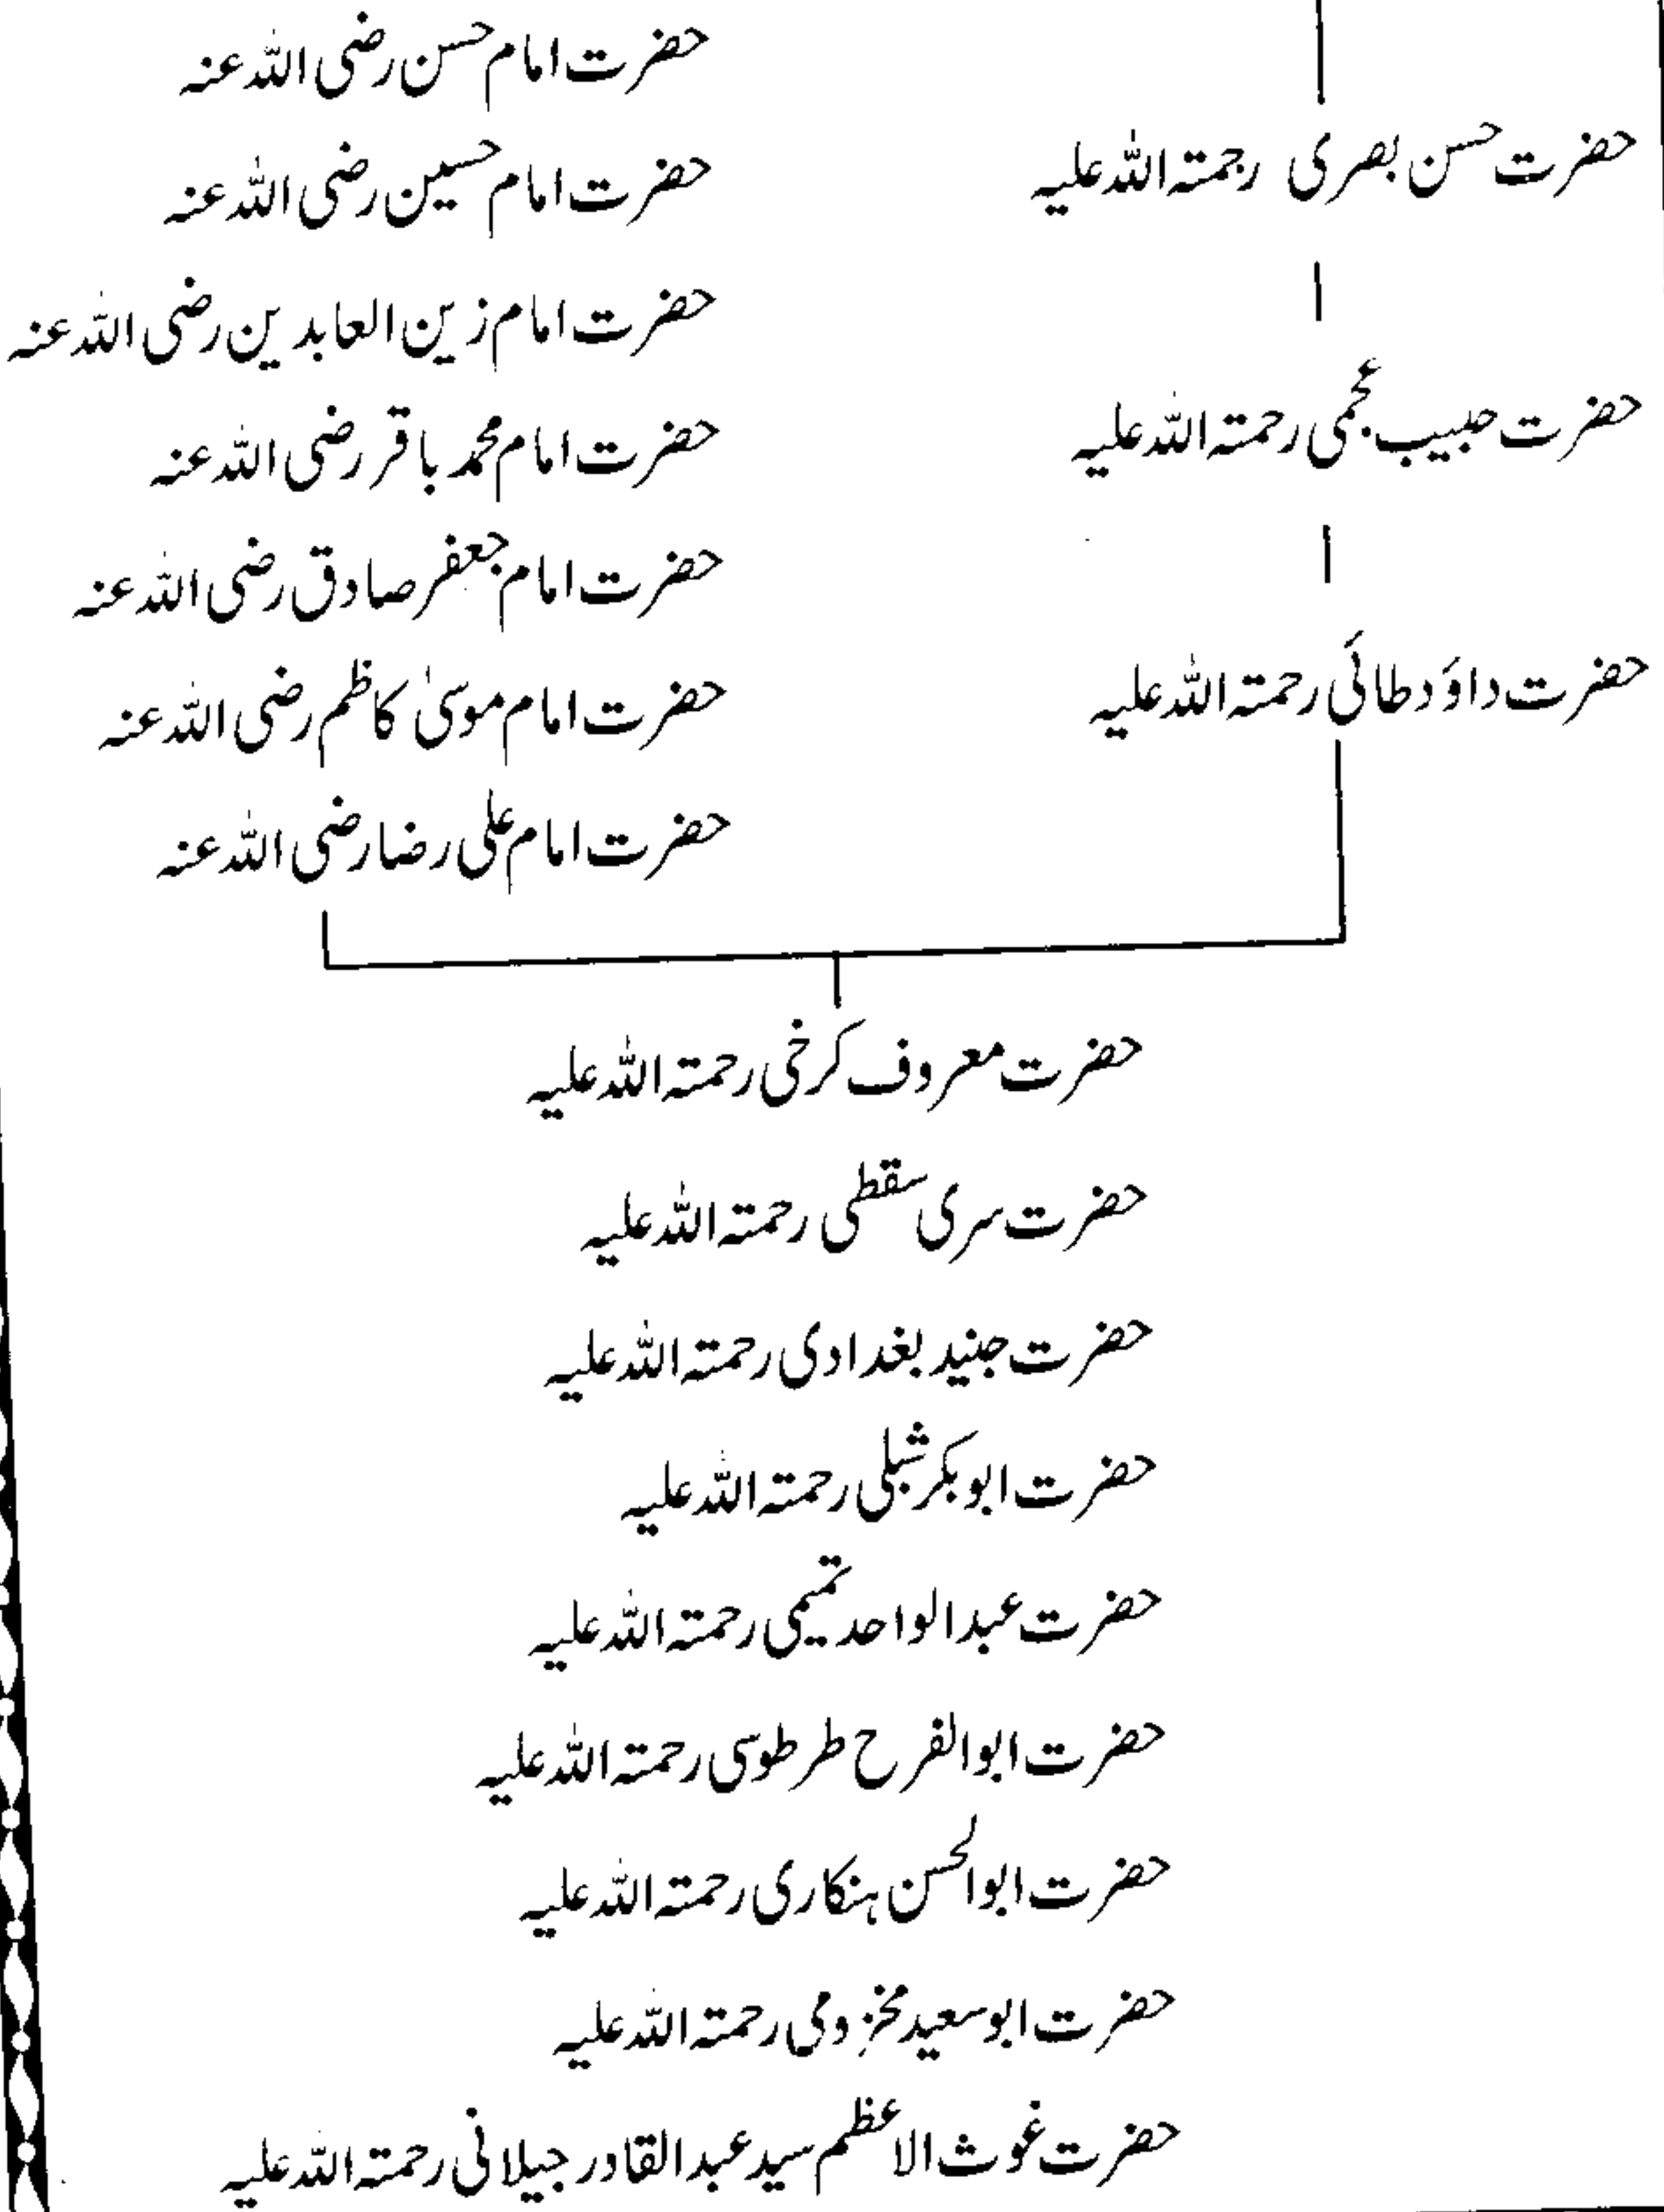 حضرت حسن بصری رحمتہ اللہ علیہ
حضرت حبیب عجمی رحمتہ اللہ علیہ
حضرت داؤد طائی رحمتہ اللہ علیہ
حضرت امام حسن رضی اللہ عنہ
حضرت امام حسین رضی اللہ عنہ
حضرت امام زین العابدین رضی اللہ عنہ
حضرت امام محمد باقر رضی اللہ عنہ
حضرت امام جعفر صادق رضی اللہ عنہ
حضرت امام موسیٰ کاظم رضی اللہ عنہ
حضرت امام علی رضا رضی اللہ عنہ
حضرت معروف کرخی رحمتہ اللہ علیہ
حضرت سری سقطی رحمتہ اللہ علیہ
حضرت جنید بغدادی رحمتہ اللہ علیہ
حضرت ابوبکر شبلی رحمتہ اللہ علیہ
حضرت عبدالواحد تمیمی رحمتہ اللہ علیہ
حضرت ابوالفرح طرطوسی رحمتہ اللہ علیہ
حضرت ابوالحسن ہنکاری رحمتہ اللہ علیہ
حضرت ابوسعید مخزومی رحمتہ اللہ علیہ
حضرت غوث الاعظم سید عبدالقادر جیلانی رحمتہ اللہ علیہ